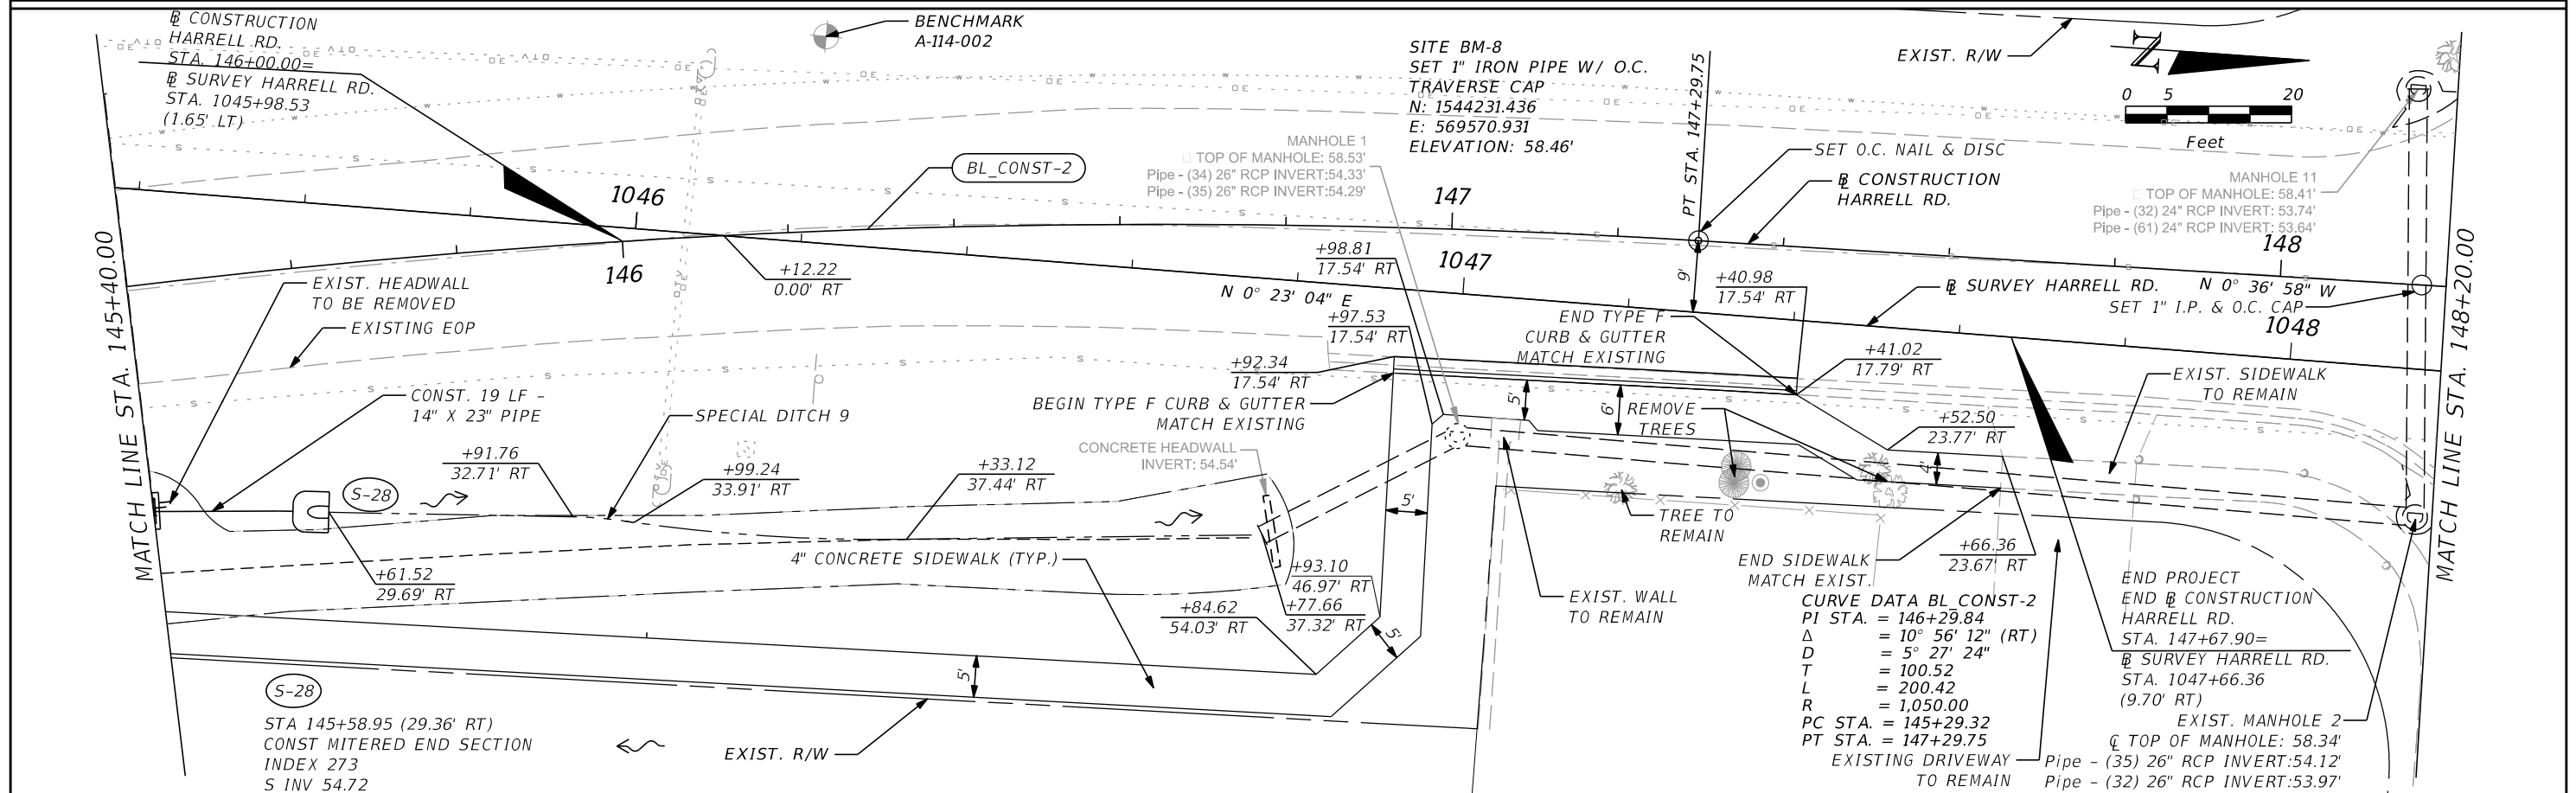 BL CONSTRUCTION
HARRELL RD.
STA. 146+00.00=
BL SURVEY HARRELL RD.
STA. 1045+98.53
(1.65' LT)
BENCHMARK
A-114-002
SITE BM-8
SET 1" IRON PIPE W/ O.C.
TRAVERSE CAP
N: 1544231.436
E: 569570.931
ELEVATION: 58.46'
PT STA. 147+29.75
EXIST. R/W
N
0 5 20
Feet
MANHOLE 1
TOP OF MANHOLE: 58.53'
Pipe - (34) 26" RCP INVERT:54.33'
Pipe - (35) 26" RCP INVERT:54.29'
BL_CONST-2
SET O.C. NAIL & DISC
BL CONSTRUCTION
HARRELL RD.
MANHOLE 11
TOP OF MANHOLE: 58.41'
Pipe - (32) 24" RCP INVERT: 53.74'
Pipe - (61) 24" RCP INVERT: 53.64'
1046
147
148
146
1047
1048
MATCH LINE STA. 145+40.00
MATCH LINE STA. 148+20.00
+12.22
0.00' RT
+98.81
17.54' RT
N 0° 23' 04" E
9'
+40.98
17.54' RT
BL SURVEY HARRELL RD.
N 0° 36' 58" W
SET 1" I.P. & O.C. CAP
EXIST. HEADWALL
TO BE REMOVED
EXISTING EOP
+97.53
17.54' RT
END TYPE F
CURB & GUTTER
MATCH EXISTING
+92.34
17.54' RT
+41.02
17.79' RT
EXIST. SIDEWALK
TO REMAIN
CONST. 19 LF -
14" X 23" PIPE
SPECIAL DITCH 9
BEGIN TYPE F CURB & GUTTER
MATCH EXISTING
5'
6'
REMOVE
TREES
+52.50
23.77' RT
4'
CONCRETE HEADWALL
INVERT: 54.54'
+91.76
32.71' RT
+99.24
33.91' RT
+33.12
37.44' RT
S-28
5'
TREE TO
REMAIN
4" CONCRETE SIDEWALK (TYP.)
END SIDEWALK
MATCH EXIST.
+66.36
23.67' RT
+61.52
29.69' RT
+93.10
46.97' RT
+84.62
54.03' RT
+77.66
37.32' RT
5'
EXIST. WALL
TO REMAIN
END PROJECT
END BL CONSTRUCTION
HARRELL RD.
STA. 147+67.90=
BL SURVEY HARRELL RD.
STA. 1047+66.36
(9.70' RT)
CURVE DATA BL_CONST-2
PI STA. = 146+29.84
Δ = 10° 56' 12" (RT)
D = 5° 27' 24"
T = 100.52
L = 200.42
R = 1,050.00
PC STA. = 145+29.32
PT STA. = 147+29.75
5'
S-28
STA 145+58.95 (29.36' RT)
CONST MITERED END SECTION
INDEX 273
S INV 54.72
EXIST. R/W
EXISTING DRIVEWAY
TO REMAIN
EXIST. MANHOLE 2
CL TOP OF MANHOLE: 58.34'
Pipe - (35) 26" RCP INVERT:54.12'
Pipe - (32) 26" RCP INVERT:53.97'